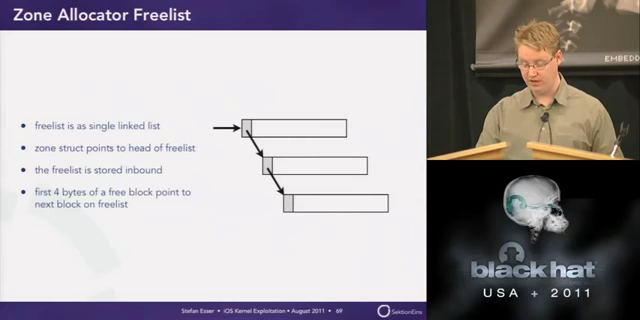 Zone Allocator Freelist
freelist is as single linked list
zone struct points to head of freelist
the freelist is stored inbound
first 4 bytes of a free block point to
next block on freelist
Stefan Esser • iOS Kernel Exploitation • August 2011 • 69
SektionEins
EMBEDD
black hat
USA + 2011